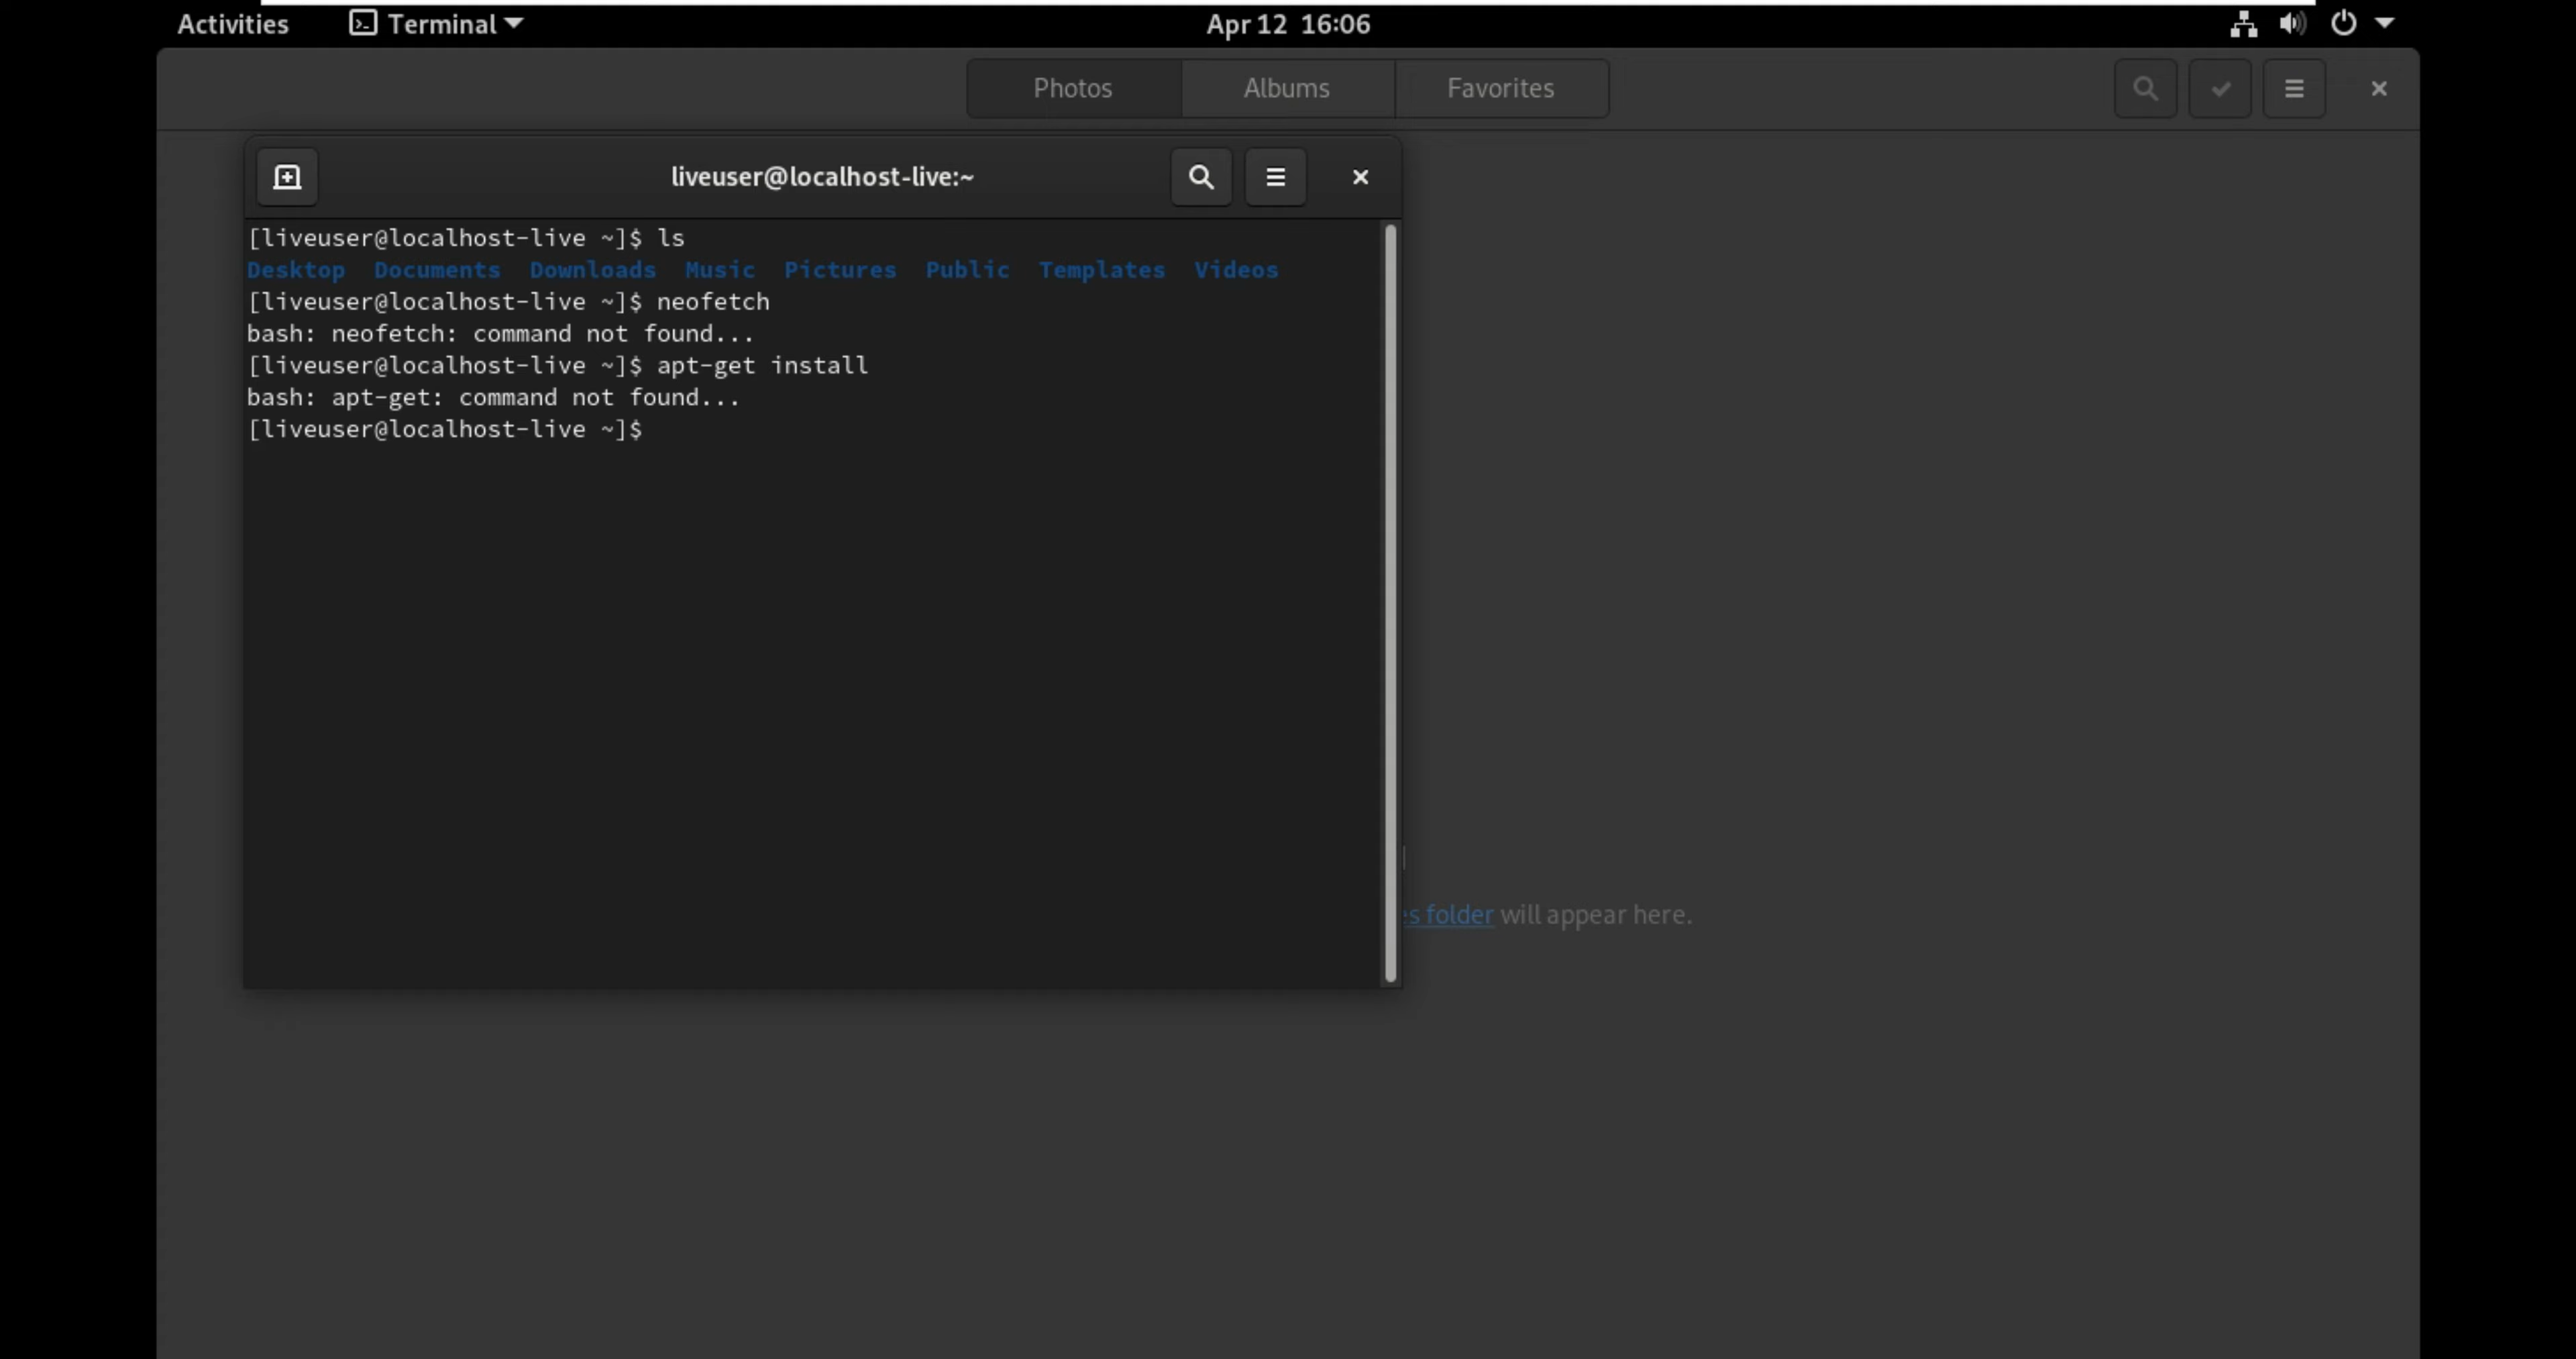 Activities Terminal Apr 12 16:06
Photos Albums Favorites
liveuser@localhost-live:~
[liveuser@localhost-live ~]$ ls
Desktop Documents Downloads Music Pictures Public Templates Videos
[liveuser@localhost-live ~]$ neofetch
bash: neofetch: command not found...
[liveuser@localhost-live ~]$ apt-get install
bash: apt-get: command not found...
[liveuser@localhost-live ~]$
es folder will appear here.